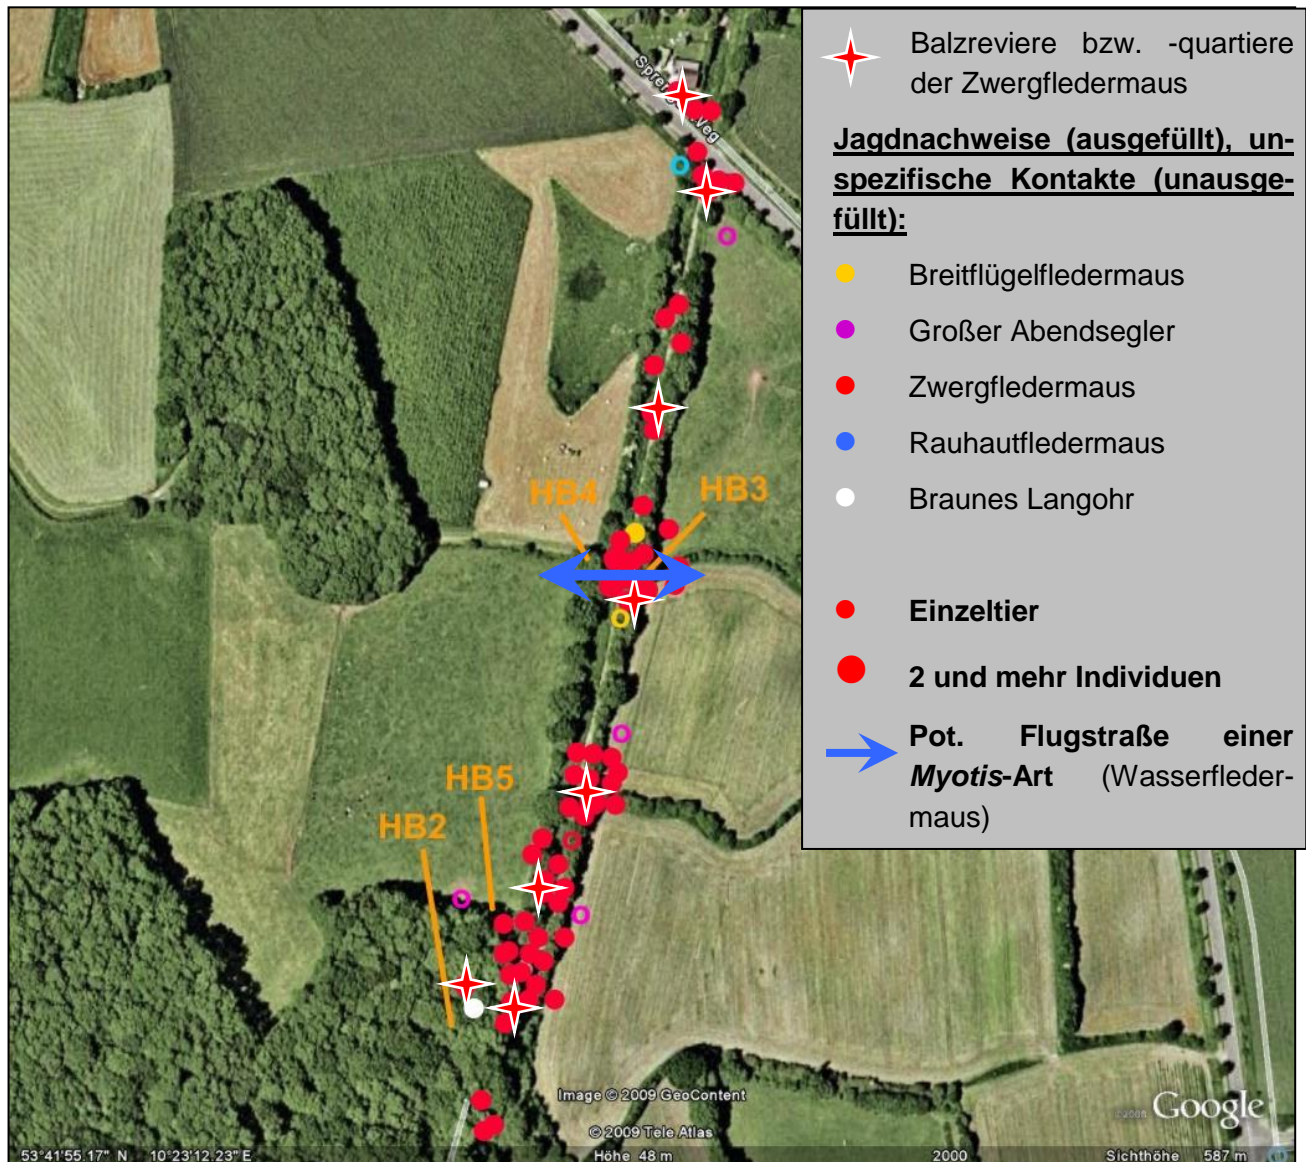 Balzreviere bzw. -quartiere
der Zwergfledermaus
Jagdnachweise (ausgefüllt), un-
spezifische Kontakte (unausge-
füllt):
Breitflügelfledermaus
Großer Abendsegler
Zwergfledermaus
Rauhautfledermaus
Braunes Langohr
Einzeltier
2 und mehr Individuen
Pot. Flugstraße einer
Myotis-Art (Wasserfleder-
maus)
Weg
HB4
HB3
HB5
HB2
Image © 2009 GeoContent
© 2009 Tele Atlas
©2008 Google
53°41'55.17" N 10°23'12.23" E Höhe 48 m 2000 Sichthöhe 587 m